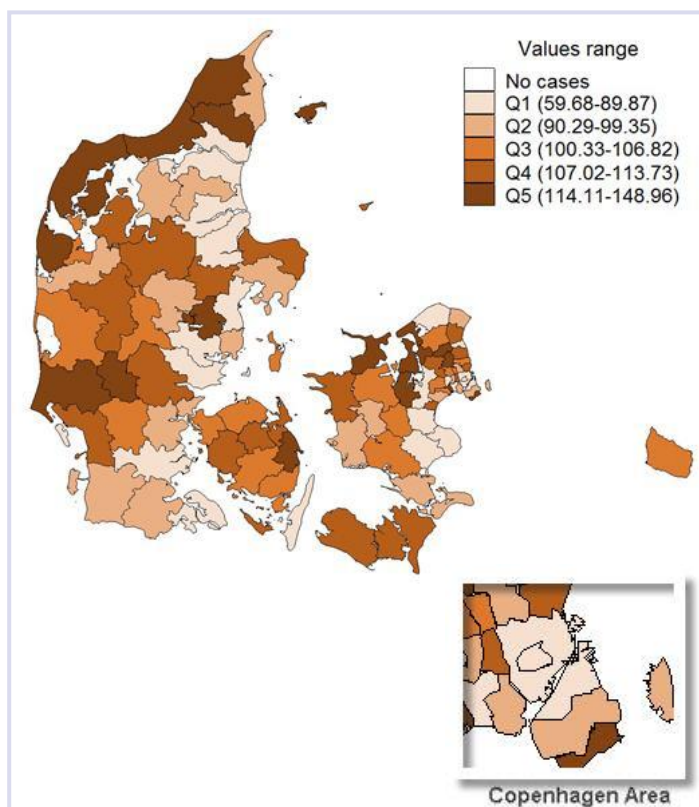 Values range
No cases
Q1 (59.68-89.87)
Q2 (90.29-99.35)
Q3 (100.33-106.82)
Q4 (107.02-113.73)
Q5 (114.11-148.96)
Copenhagen Area